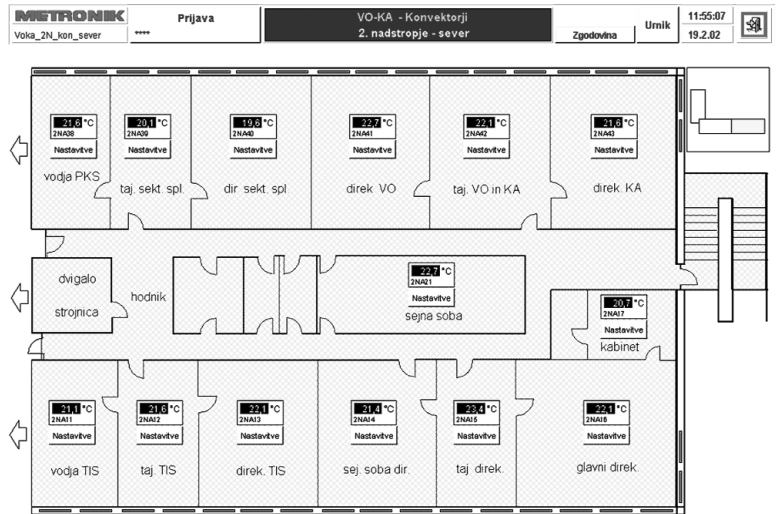 METRONIK
Voka_2N_kon_sever
Prijava
****
VO-KA - Konvektorji
2. nadstropje - sever
Zgodovina
Urnik
11:55:07
19.2.02
21,6 °C
2NA38
Nastavitve
vodja PKS
20,1 °C
2NA39
Nastavitve
taj. sekt. spl.
19,6 °C
2NA40
Nastavitve
dir. sekt. spl.
22,7 °C
2NA41
Nastavitve
direk. VO
22,1 °C
2NA42
Nastavitve
taj. VO in KA
21,6 °C
2NA43
Nastavitve
direk. KA
dvigalo
strojnica
hodnik
22,7 °C
2NA21
Nastavitve
sejna soba
20,7 °C
2NA17
Nastavitve
kabinet
21,1 °C
2NA11
Nastavitve
vodja TIS
21,6 °C
2NA12
Nastavitve
taj. TIS
22,1 °C
2NA13
Nastavitve
direk. TIS
21,4 °C
2NA14
Nastavitve
sej. soba dir.
23,4 °C
2NA15
Nastavitve
taj. direk.
22,1 °C
2NA16
Nastavitve
glavni direk.